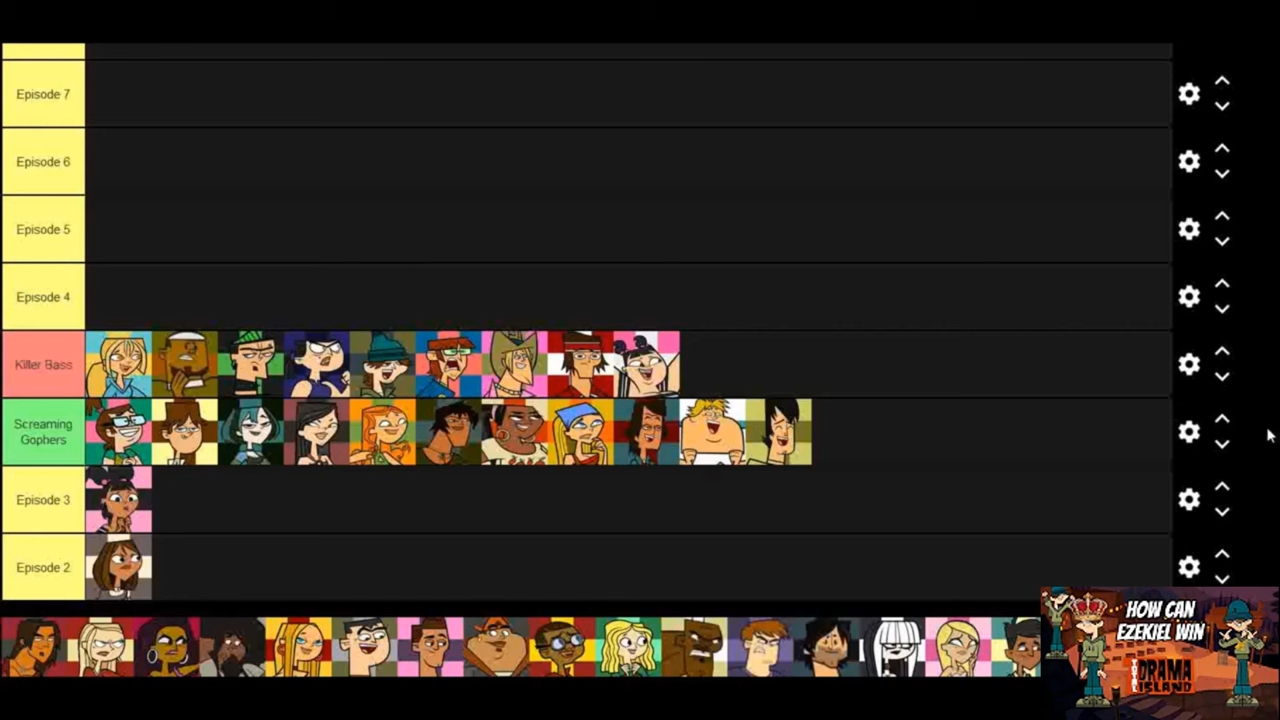 Episode 7
Episode 6
Episode 5
Episode 4
Killer Bass
Screaming
Gophers
Episode 3
Episode 2
HOW CAN
EZEKIEL WIN
TOTAL
DRAMA
ISLAND